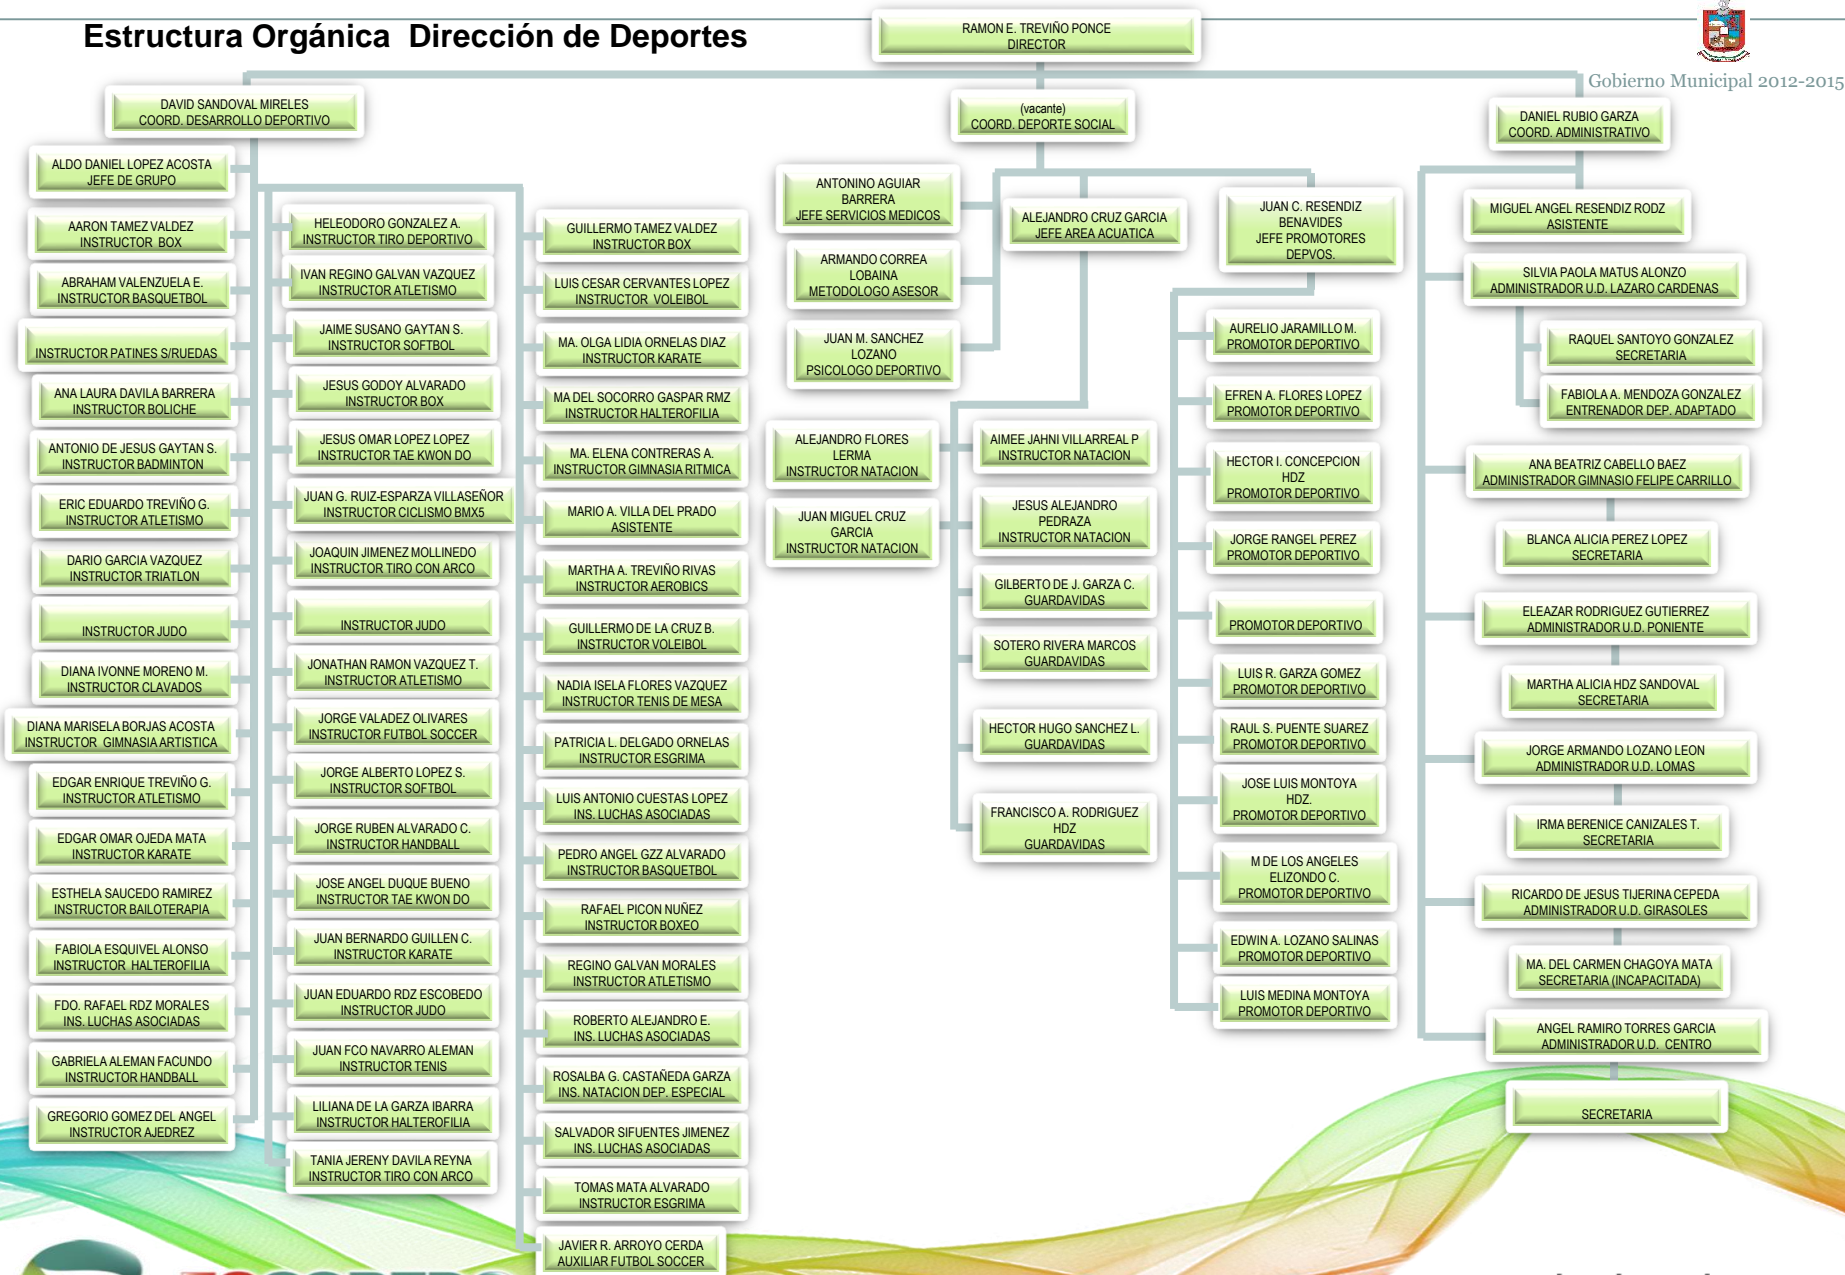 Estructura Orgánica Dirección de Deportes
RAMON E. TREVIÑO PONCE
DIRECTOR
Gobierno Municipal 2012-2015
DAVID SANDOVAL MIRELES
COORD. DESARROLLO DEPORTIVO
(vacante)
COORD. DEPORTE SOCIAL
DANIEL RUBIO GARZA
COORD. ADMINISTRATIVO
ALDO DANIEL LOPEZ ACOSTA
JEFE DE GRUPO
AARON TAMEZ VALDEZ
INSTRUCTOR BOX
ABRAHAM VALENZUELA E.
INSTRUCTOR BASQUETBOL
INSTRUCTOR PATINES S/RUEDAS
ANA LAURA DAVILA BARRERA
INSTRUCTOR BOLICHE
ANTONIO DE JESUS GAYTAN S.
INSTRUCTOR BADMINTON
ERIC EDUARDO TREVIÑO G.
INSTRUCTOR ATLETISMO
DARIO GARCIA VAZQUEZ
INSTRUCTOR TRIATLON
INSTRUCTOR JUDO
DIANA IVONNE MORENO M.
INSTRUCTOR CLAVADOS
DIANA MARISELA BORJAS ACOSTA
INSTRUCTOR GIMNASIA ARTISTICA
EDGAR ENRIQUE TREVIÑO G.
INSTRUCTOR ATLETISMO
EDGAR OMAR OJEDA MATA
INSTRUCTOR KARATE
ESTHELA SAUCEDO RAMIREZ
INSTRUCTOR BAILOTERAPIA
FABIOLA ESQUIVEL ALONSO
INSTRUCTOR HALTEROFILIA
FDO. RAFAEL RDZ MORALES
INS. LUCHAS ASOCIADAS
GABRIELA ALEMAN FACUNDO
INSTRUCTOR HANDBALL
GREGORIO GOMEZ DEL ANGEL
INSTRUCTOR AJEDREZ
HELEODORO GONZALEZ A.
INSTRUCTOR TIRO DEPORTIVO
IVAN REGINO GALVAN VAZQUEZ
INSTRUCTOR ATLETISMO
JAIME SUSANO GAYTAN S.
INSTRUCTOR SOFTBOL
JESUS GODOY ALVARADO
INSTRUCTOR BOX
JESUS OMAR LOPEZ LOPEZ
INSTRUCTOR TAE KWON DO
JUAN G. RUIZ-ESPARZA VILLASEÑOR
INSTRUCTOR CICLISMO BMX5
JOAQUIN JIMENEZ MOLLINEDO
INSTRUCTOR TIRO CON ARCO
INSTRUCTOR JUDO
JONATHAN RAMON VAZQUEZ T.
INSTRUCTOR ATLETISMO
JORGE VALADEZ OLIVARES
INSTRUCTOR FUTBOL SOCCER
JORGE ALBERTO LOPEZ S.
INSTRUCTOR SOFTBOL
JORGE RUBEN ALVARADO C.
INSTRUCTOR HANDBALL
JOSE ANGEL DUQUE BUENO
INSTRUCTOR TAE KWON DO
JUAN BERNARDO GUILLEN C.
INSTRUCTOR KARATE
JUAN EDUARDO RDZ ESCOBEDO
INSTRUCTOR JUDO
JUAN FCO NAVARRO ALEMAN
INSTRUCTOR TENIS
LILIANA DE LA GARZA IBARRA
INSTRUCTOR HALTEROFILIA
TANIA JERENY DAVILA REYNA
INSTRUCTOR TIRO CON ARCO
GUILLERMO TAMEZ VALDEZ
INSTRUCTOR BOX
LUIS CESAR CERVANTES LOPEZ
INSTRUCTOR VOLEIBOL
MA. OLGA LIDIA ORNELAS DIAZ
INSTRUCTOR KARATE
MA DEL SOCORRO GASPAR RMZ
INSTRUCTOR HALTEROFILIA
MA. ELENA CONTRERAS A.
INSTRUCTOR GIMNASIA RITMICA
MARIO A. VILLA DEL PRADO
ASISTENTE
MARTHA A. TREVIÑO RIVAS
INSTRUCTOR AEROBICS
GUILLERMO DE LA CRUZ B.
INSTRUCTOR VOLEIBOL
NADIA ISELA FLORES VAZQUEZ
INSTRUCTOR TENIS DE MESA
PATRICIA L. DELGADO ORNELAS
INSTRUCTOR ESGRIMA
LUIS ANTONIO CUESTAS LOPEZ
INS. LUCHAS ASOCIADAS
PEDRO ANGEL GZZ ALVARADO
INSTRUCTOR BASQUETBOL
RAFAEL PICON NUÑEZ
INSTRUCTOR BOXEO
REGINO GALVAN MORALES
INSTRUCTOR ATLETISMO
ROBERTO ALEJANDRO E.
INS. LUCHAS ASOCIADAS
ROSALBA G. CASTAÑEDA GARZA
INS. NATACION DEP. ESPECIAL
SALVADOR SIFUENTES JIMENEZ
INS. LUCHAS ASOCIADAS
TOMAS MATA ALVARADO
INSTRUCTOR ESGRIMA
JAVIER R. ARROYO CERDA
AUXILIAR FUTBOL SOCCER
ANTONINO AGUIAR
BARRERA
JEFE SERVICIOS MEDICOS
ARMANDO CORREA
LOBAINA
METODOLOGO ASESOR
JUAN M. SANCHEZ
LOZANO
PSICOLOGO DEPORTIVO
ALEJANDRO CRUZ GARCIA
JEFE AREA ACUATICA
ALEJANDRO FLORES
LERMA
INSTRUCTOR NATACION
JUAN MIGUEL CRUZ
GARCIA
INSTRUCTOR NATACION
AIMEE JAHNI VILLARREAL P
INSTRUCTOR NATACION
JESUS ALEJANDRO
PEDRAZA
INSTRUCTOR NATACION
GILBERTO DE J. GARZA C.
GUARDAVIDAS
SOTERO RIVERA MARCOS
GUARDAVIDAS
HECTOR HUGO SANCHEZ L.
GUARDAVIDAS
FRANCISCO A. RODRIGUEZ
HDZ
GUARDAVIDAS
JUAN C. RESENDIZ
BENAVIDES
JEFE PROMOTORES
DEPVOS.
AURELIO JARAMILLO M.
PROMOTOR DEPORTIVO
EFREN A. FLORES LOPEZ
PROMOTOR DEPORTIVO
HECTOR I. CONCEPCION
HDZ
PROMOTOR DEPORTIVO
JORGE RANGEL PEREZ
PROMOTOR DEPORTIVO
PROMOTOR DEPORTIVO
LUIS R. GARZA GOMEZ
PROMOTOR DEPORTIVO
RAUL S. PUENTE SUAREZ
PROMOTOR DEPORTIVO
JOSE LUIS MONTOYA
HDZ.
PROMOTOR DEPORTIVO
M DE LOS ANGELES
ELIZONDO C.
PROMOTOR DEPORTIVO
EDWIN A. LOZANO SALINAS
PROMOTOR DEPORTIVO
LUIS MEDINA MONTOYA
PROMOTOR DEPORTIVO
MIGUEL ANGEL RESENDIZ RODZ
ASISTENTE
SILVIA PAOLA MATUS ALONZO
ADMINISTRADOR U.D. LAZARO CARDENAS
RAQUEL SANTOYO GONZALEZ
SECRETARIA
FABIOLA A. MENDOZA GONZALEZ
ENTRENADOR DEP. ADAPTADO
ANA BEATRIZ CABELLO BAEZ
ADMINISTRADOR GIMNASIO FELIPE CARRILLO
BLANCA ALICIA PEREZ LOPEZ
SECRETARIA
ELEAZAR RODRIGUEZ GUTIERREZ
ADMINISTRADOR U.D. PONIENTE
MARTHA ALICIA HDZ SANDOVAL
SECRETARIA
JORGE ARMANDO LOZANO LEON
ADMINISTRADOR U.D. LOMAS
IRMA BERENICE CANIZALES T.
SECRETARIA
RICARDO DE JESUS TIJERINA CEPEDA
ADMINISTRADOR U.D. GIRASOLES
MA. DEL CARMEN CHAGOYA MATA
SECRETARIA (INCAPACITADA)
ANGEL RAMIRO TORRES GARCIA
ADMINISTRADOR U.D. CENTRO
SECRETARIA